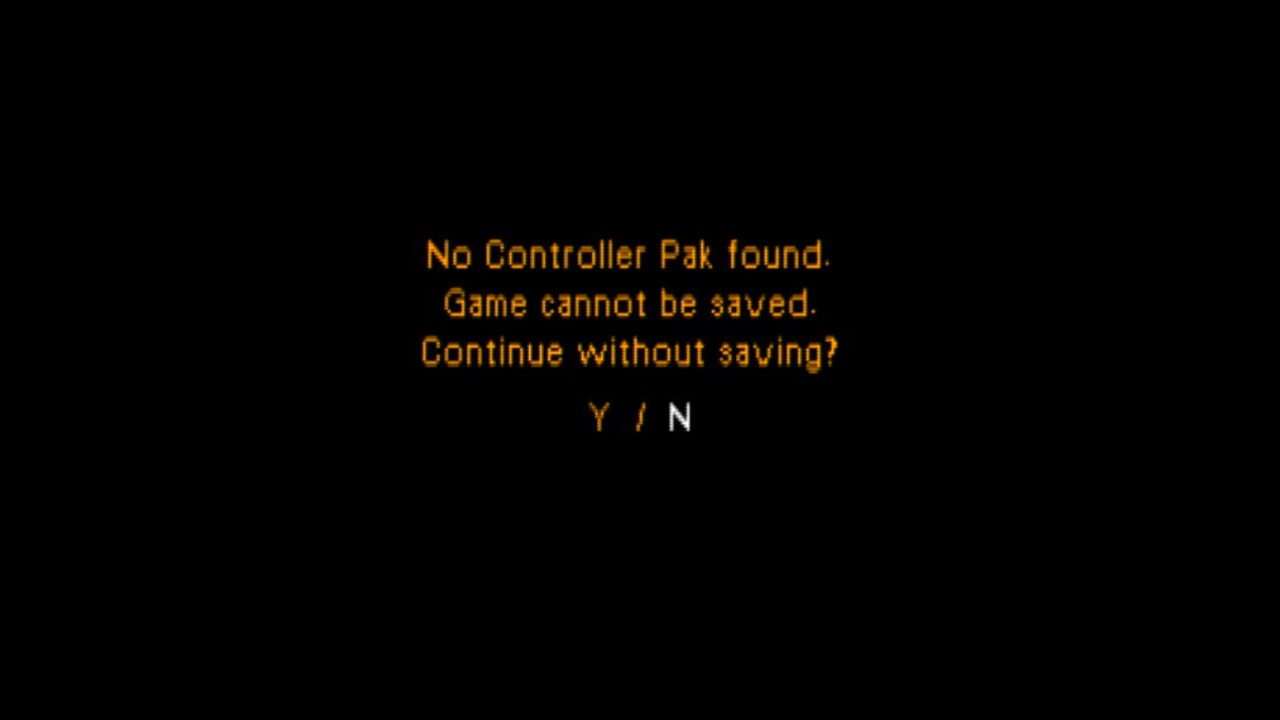 No Controller Pak found.
Game cannot be saved.
Continue without saving?
Y / N